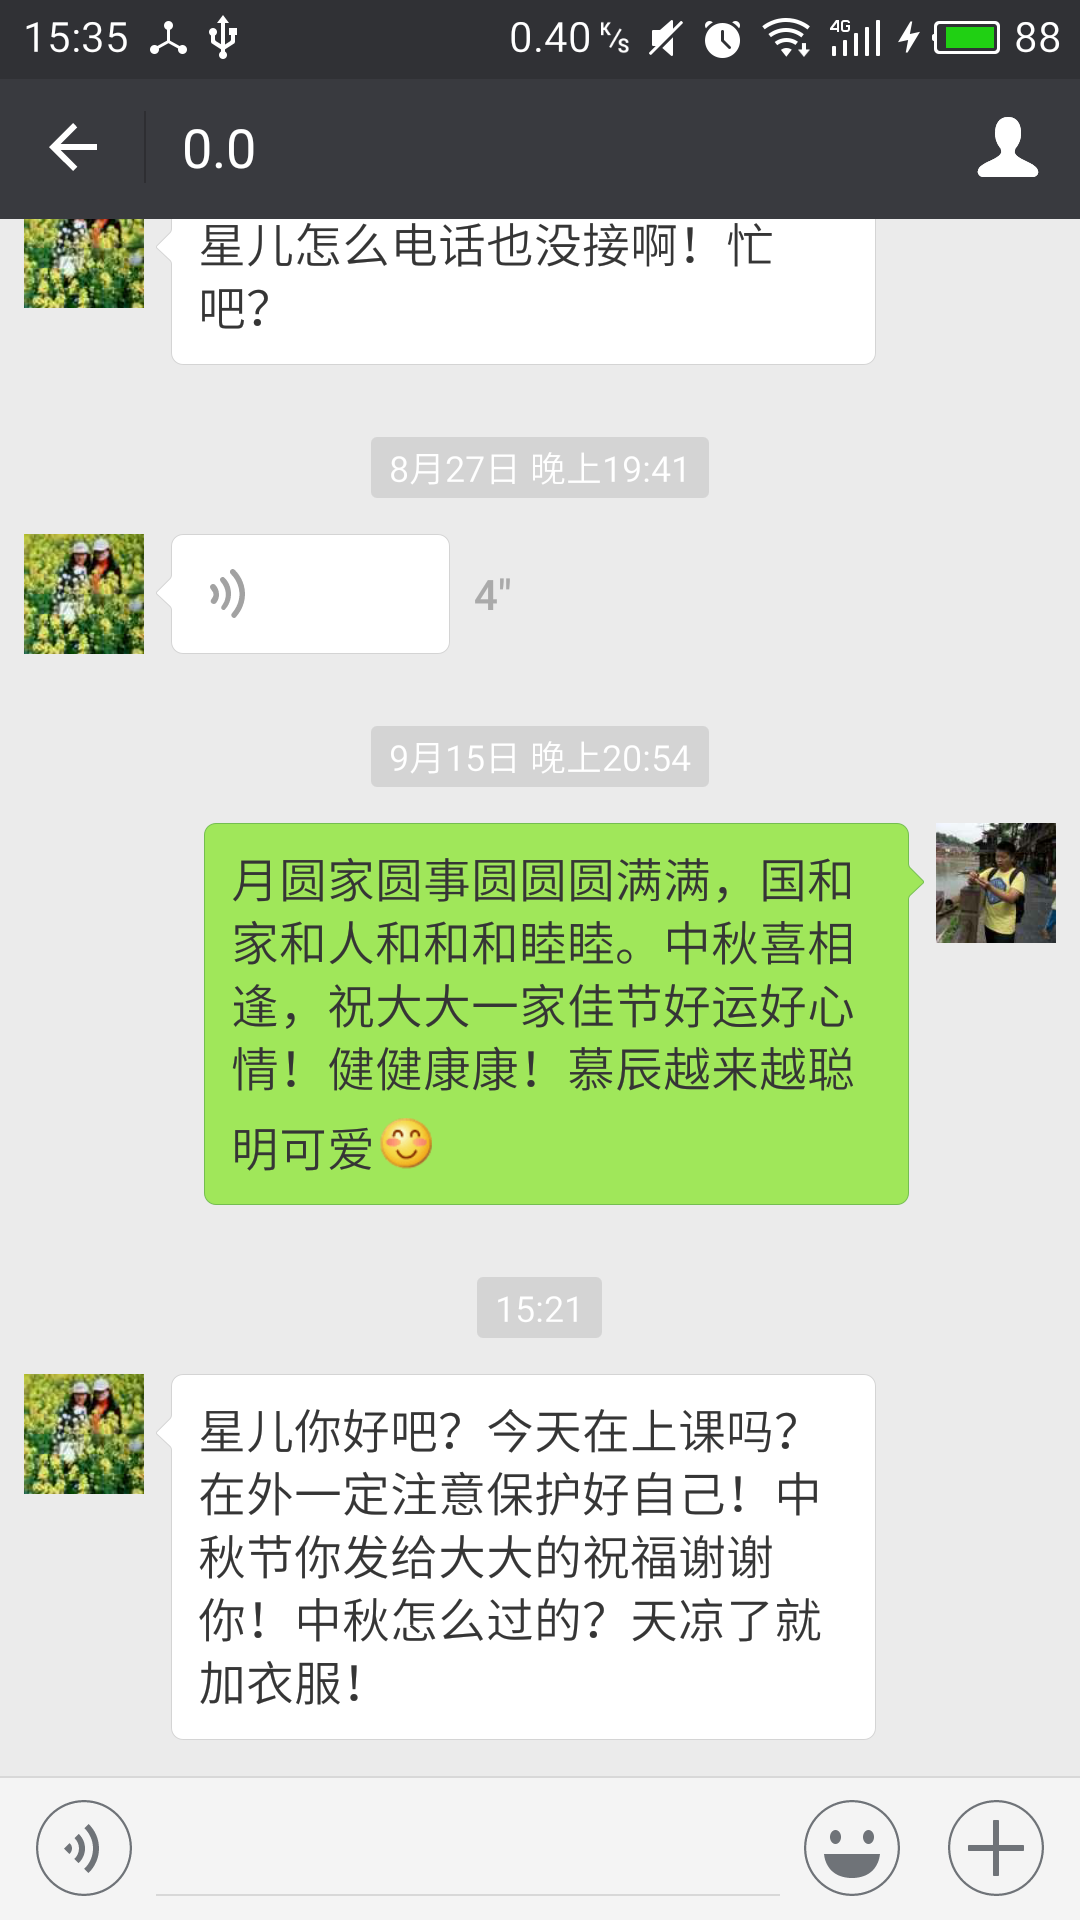 15:35 0.40 K/s 4G 88
0.0
星儿怎么电话也没接啊！忙
吧？
8月27日 晚上19:41
4"
9月15日 晚上20:54
月圆家圆事圆圆圆满满，国和
家和人和和和睦睦。中秋喜相
逢，祝大大一家佳节好运好心
情！健健康康！慕辰越来越聪
明可爱😊
15:21
星儿你好吧？今天在上课吗？
在外一定注意保护好自己！中
秋节你发给大大的祝福谢谢
你！中秋怎么过的？天凉了就
加衣服！